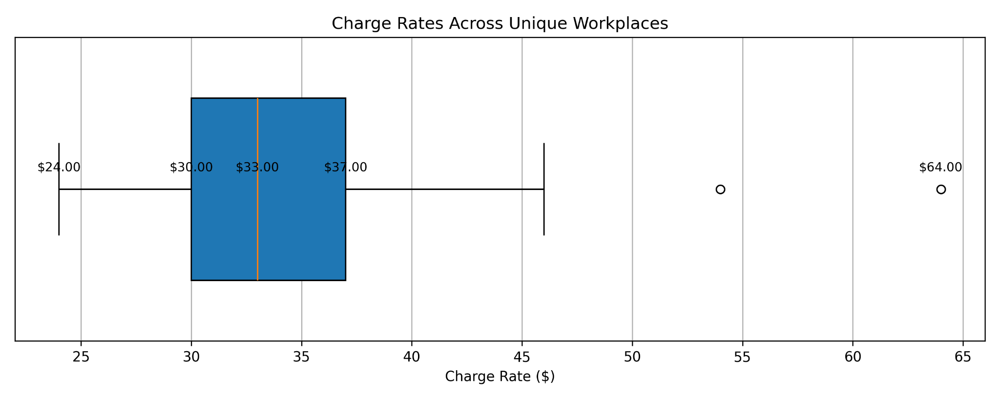 Charge Rates Across Unique Workplaces
$24.00 $30.00 $33.00 $37.00 $64.00
25 30 35 40 45 50 55 60 65
Charge Rate ($)